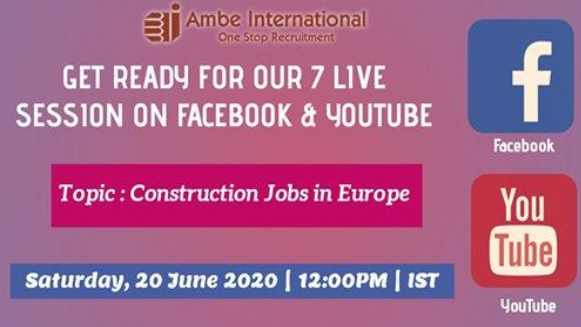 Ambe International
One Stop Recruitment
GET READY FOR OUR 7 LIVE
SESSION ON FACEBOOK & YOUTUBE
Topic : Construction Jobs in Europe
Saturday, 20 June 2020 | 12:00PM | IST
f
Facebook
You
Tube
YouTube